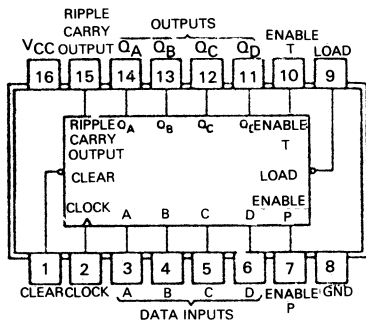 RIPPLE OUTPUTS ENABLE
VCC CARRY OUTPUT QA QB QC QD T LOAD
16 15 14 13 12 11 10 9
RIPPLE QA QB QC QD ENABLE
CARRY T
OUTPUT
CLEAR LOAD
CLOCK A B C D ENABLE P
1 2 3 4 5 6 7 8
CLEAR CLOCK A B C D ENABLE GND
DATA INPUTS P